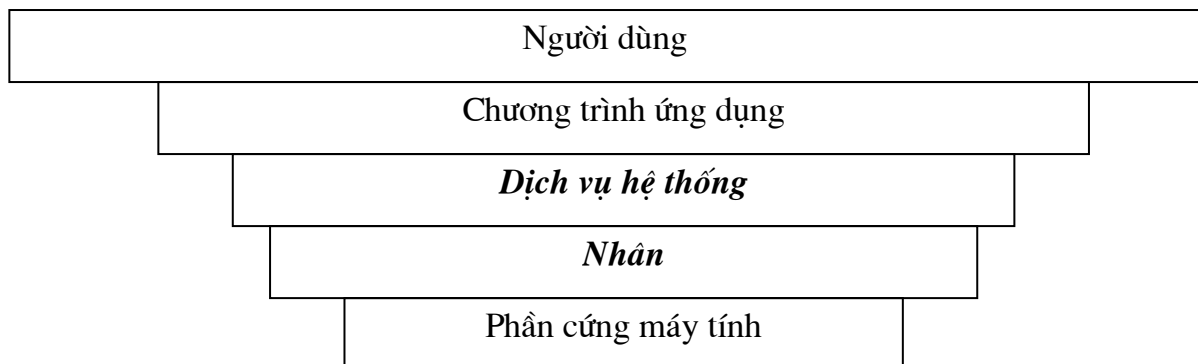 Người dùng
Chương trình ứng dụng
Dịch vụ hệ thống
Nhân
Phần cứng máy tính